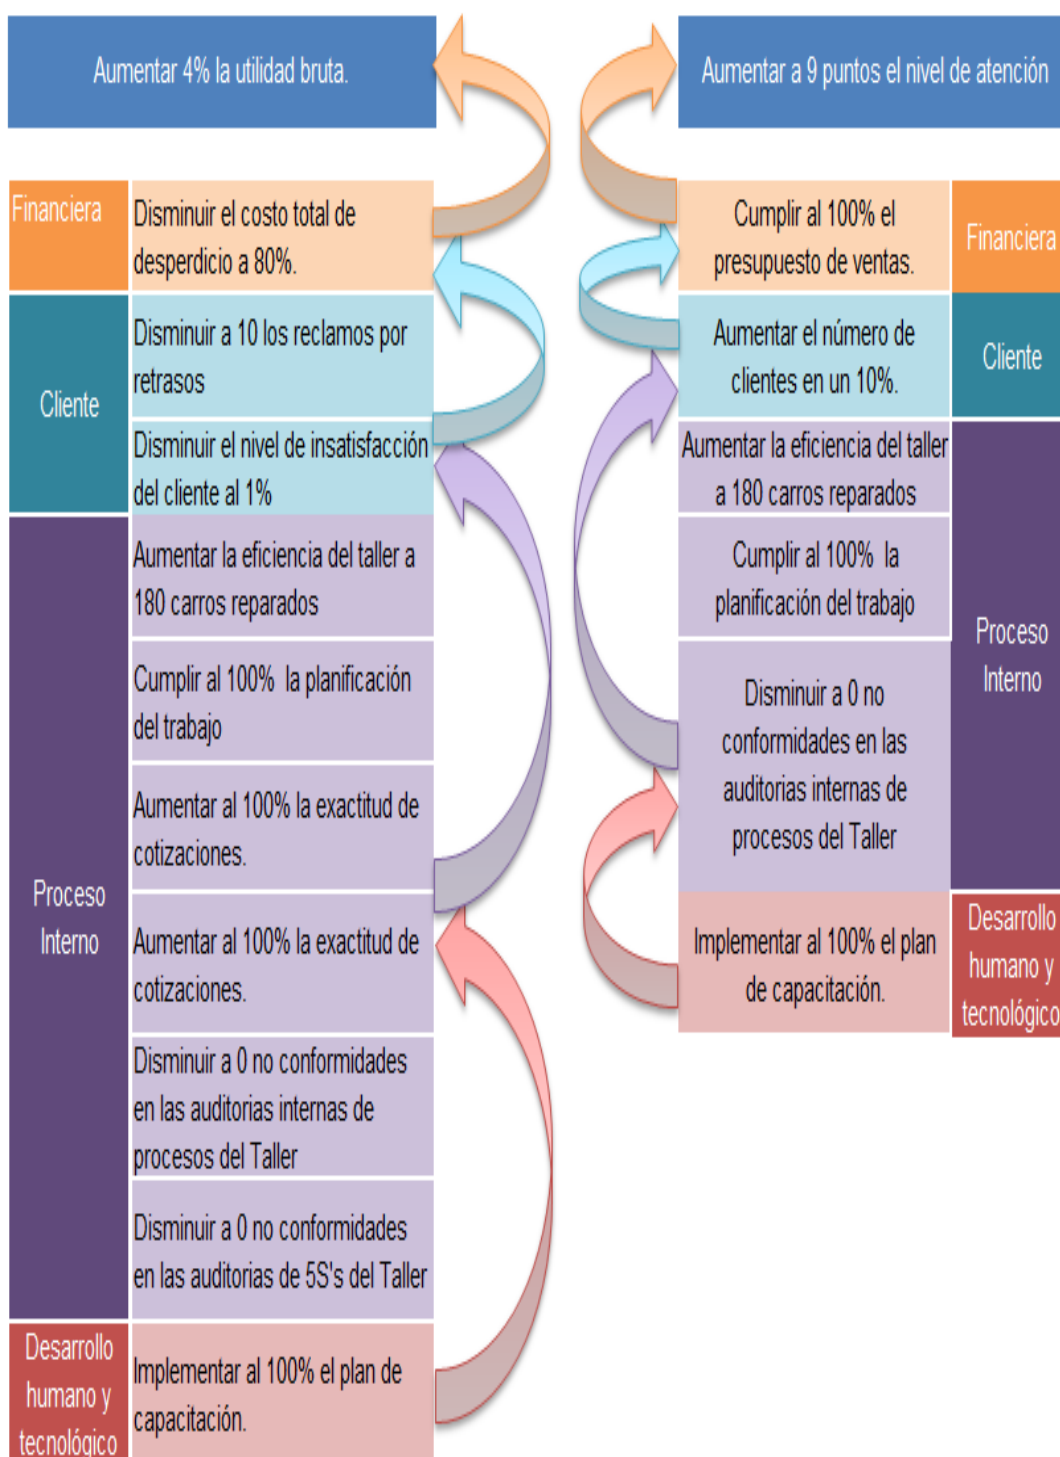 Aumentar 4% la utilidad bruta.
Financiera
Disminuir el costo total de
desperdicio a 80%.
Cliente
Disminuir a 10 los reclamos por
retrasos
Disminuir el nivel de insatisfacción
del cliente al 1%
Proceso
Interno
Aumentar la eficiencia del taller a
180 carros reparados
Cumplir al 100% la planificación
del trabajo
Aumentar al 100% la exactitud de
cotizaciones.
Aumentar al 100% la exactitud de
cotizaciones.
Disminuir a 0 no conformidades
en las auditorias internas de
procesos del Taller
Disminuir a 0 no conformidades
en las auditorias de 5S's del Taller
Desarrollo
humano y
tecnológico
Implementar al 100% el plan de
capacitación.
Aumentar a 9 puntos el nivel de atención
Cumplir al 100% el
presupuesto de ventas.
Financiera
Aumentar el número de
clientes en un 10%.
Cliente
Aumentar la eficiencia del taller
a 180 carros reparados
Cumplir al 100% la
planificación del trabajo
Disminuir a 0 no
conformidades en las
auditorias internas de
procesos del Taller
Proceso
Interno
Implementar al 100% el plan
de capacitación.
Desarrollo
humano y
tecnológico